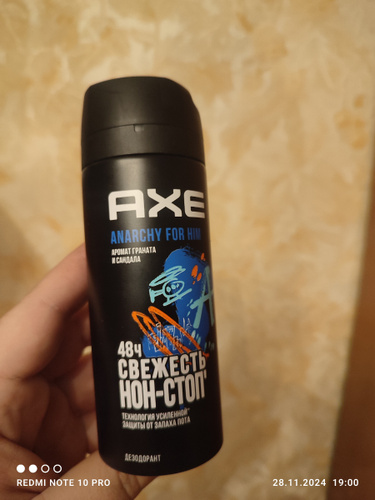 AXE
ANARCHY FOR HIM
АРОМАТ ГРАНАТА
И САНДАЛА
48ч
СВЕЖЕСТЬ
НОН-СТОП*
ТЕХНОЛОГИЯ УСИЛЕННОЙ**
ЗАЩИТЫ ОТ ЗАПАХА ПОТА
ДЕЗОДОРАНТ
REDMI NOTE 10 PRO
28.11.2024 19:00